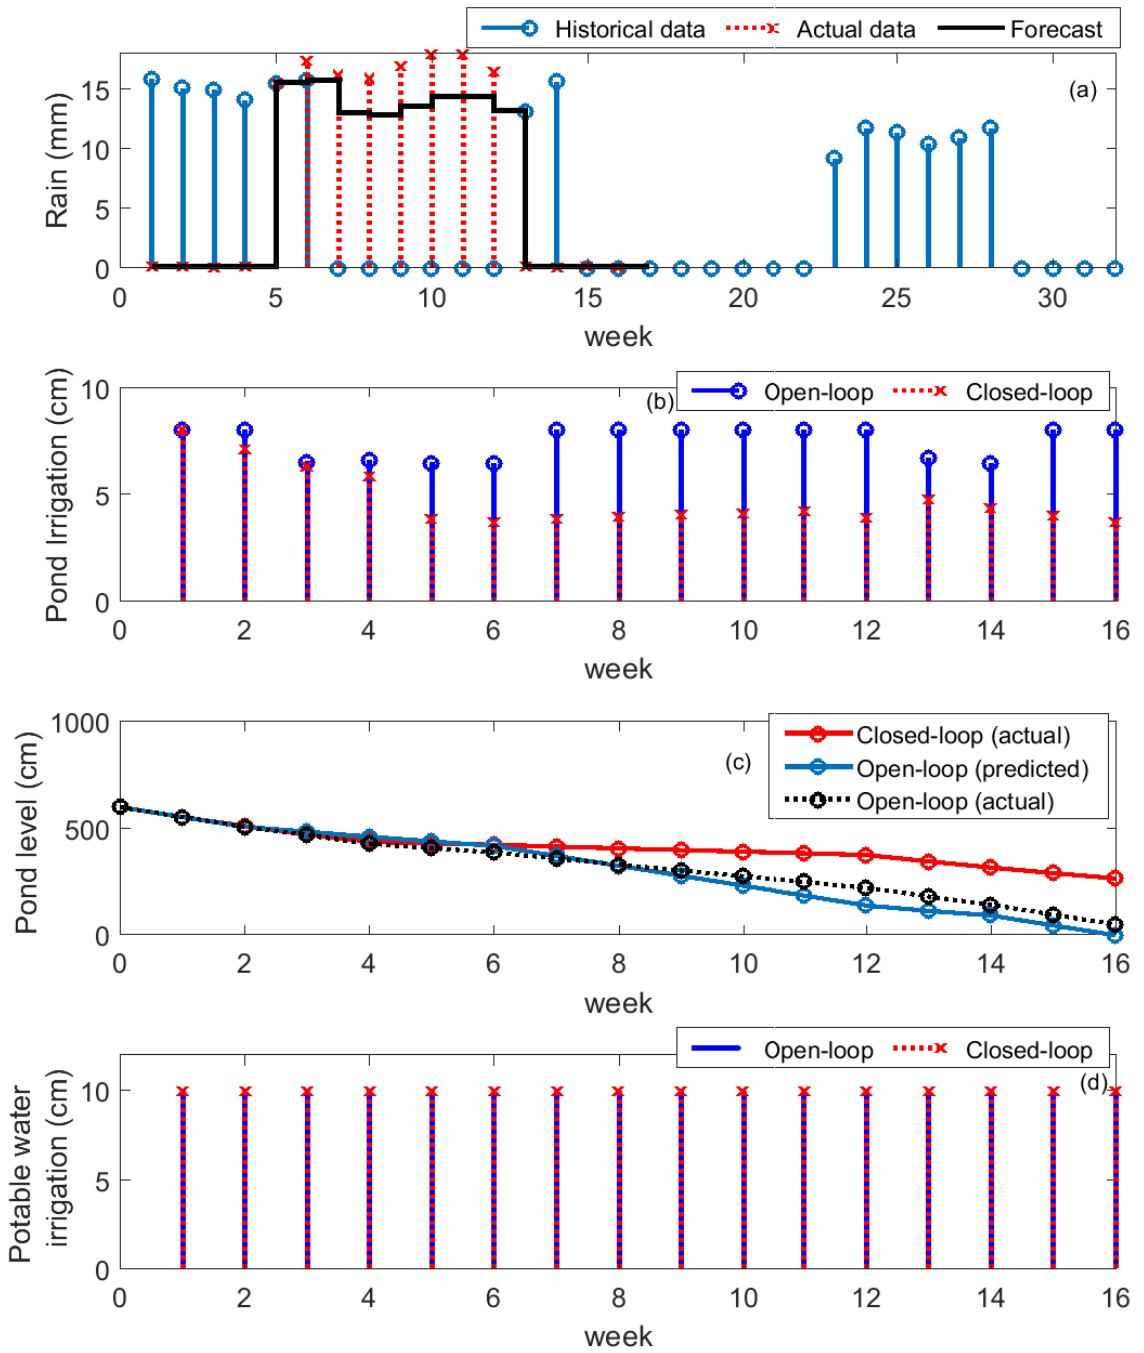 Historical data Actual data Forecast
(a)
Rain (mm)
15
10
5
0
0 5 10 15 20 25 30
week
Open-loop Closed-loop
(b)
Pond Irrigation (cm)
10
5
0
0 2 4 6 8 10 12 14 16
week
Closed-loop (actual)
Open-loop (predicted)
Open-loop (actual)
(c)
Pond level (cm)
1000
500
0
0 2 4 6 8 10 12 14 16
week
Open-loop Closed-loop
(d)
Potable water
irrigation (cm)
10
5
0
0 2 4 6 8 10 12 14 16
week